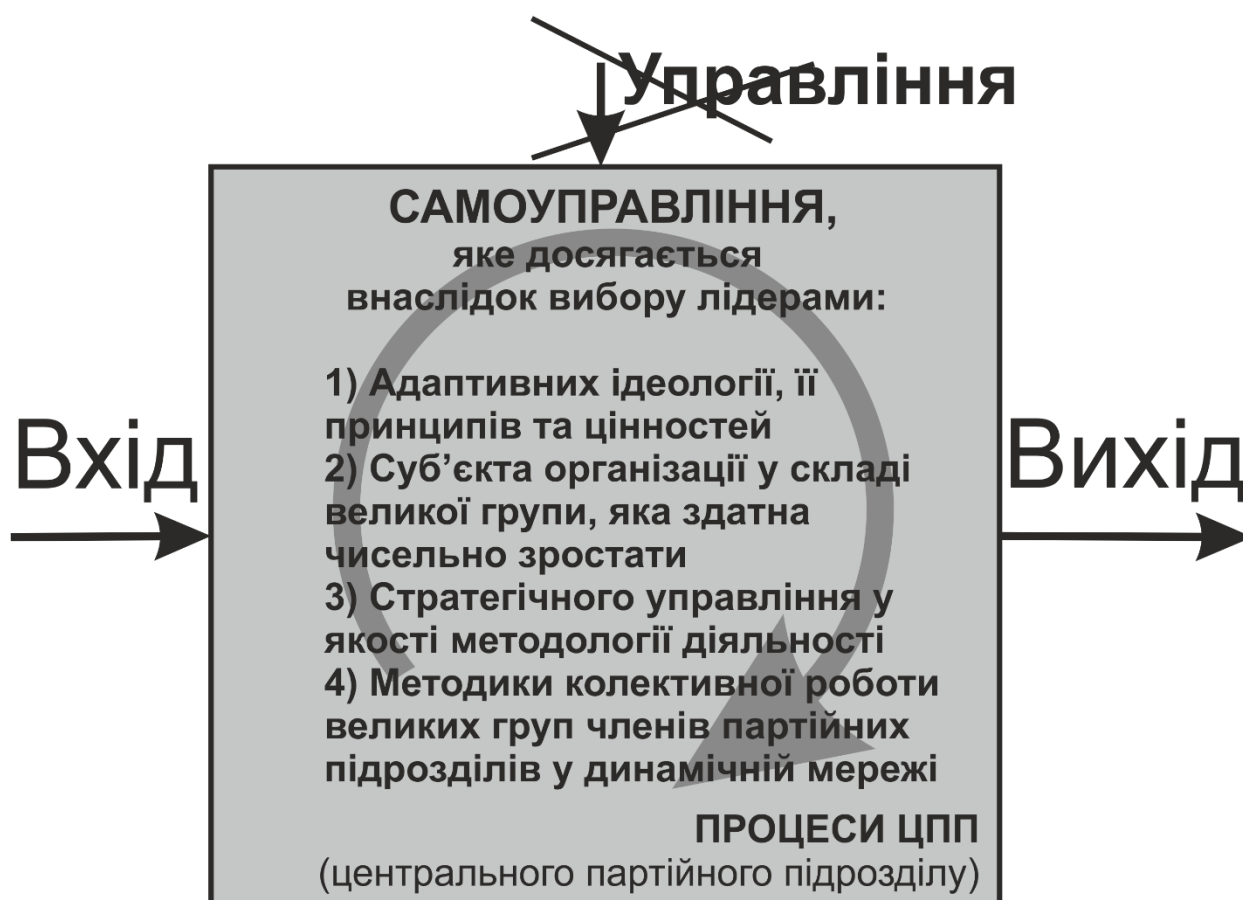 Управління
САМОУПРАВЛІННЯ,
яке досягається
внаслідок вибору лідерами:
1) Адаптивних ідеології, її
принципів та цінностей
2) Суб’єкта організації у складі
великої групи, яка здатна
чисельно зростати
3) Стратегічного управління у
якості методології діяльності
4) Методики колективної роботи
великих груп членів партійних
підрозділів у динамічній мережі
Вхід
Вихід
ПРОЦЕСИ ЦПП
(центрального партійного підрозділу)